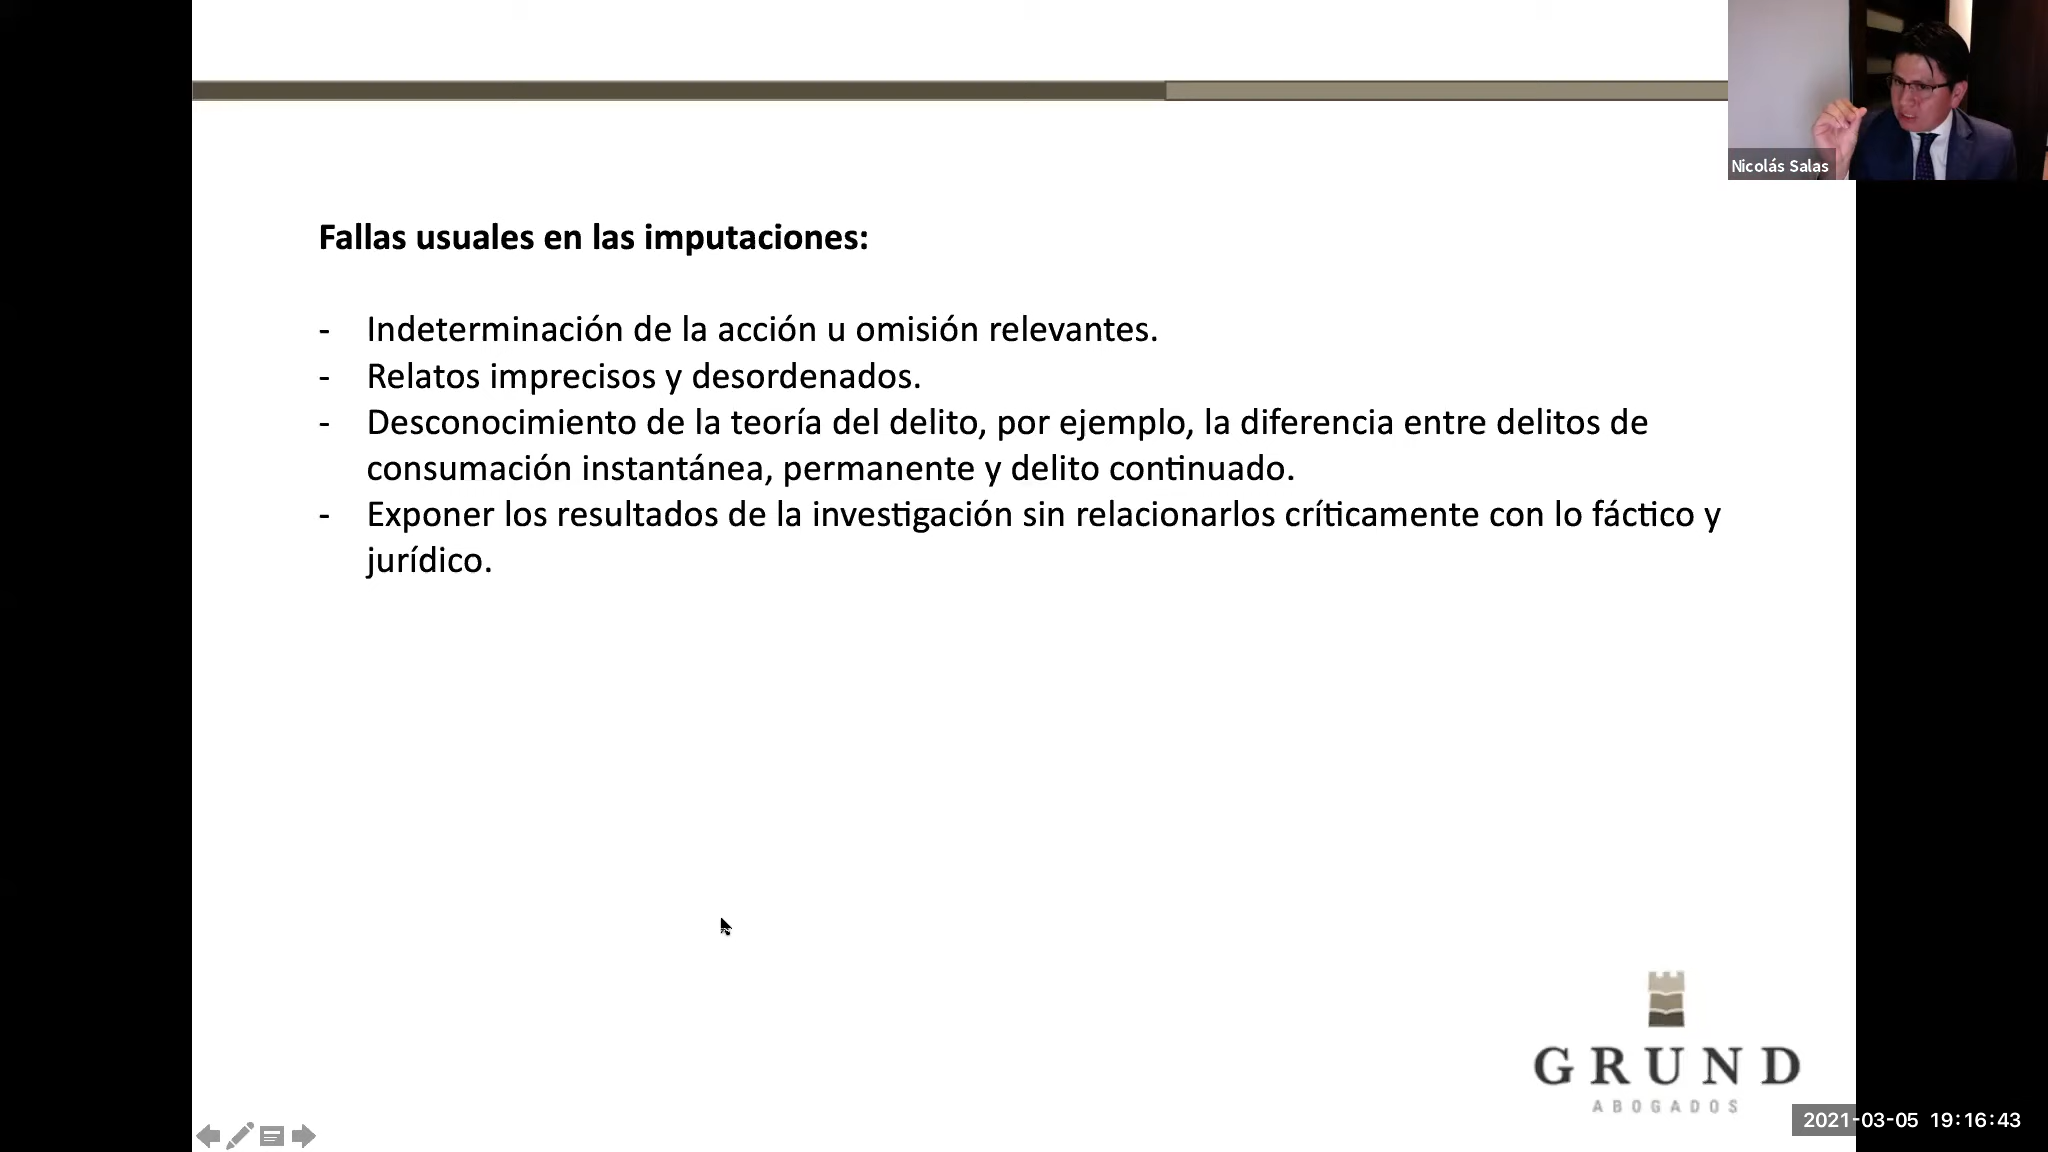 Nicolás Salas
Fallas usuales en las imputaciones:
- Indeterminación de la acción u omisión relevantes.
- Relatos imprecisos y desordenados.
- Desconocimiento de la teoría del delito, por ejemplo, la diferencia entre delitos de
consumación instantánea, permanente y delito continuado.
- Exponer los resultados de la investigación sin relacionarlos críticamente con lo fáctico y
jurídico.
GRUND
ABOGADOS
2021-03-05 19:16:43